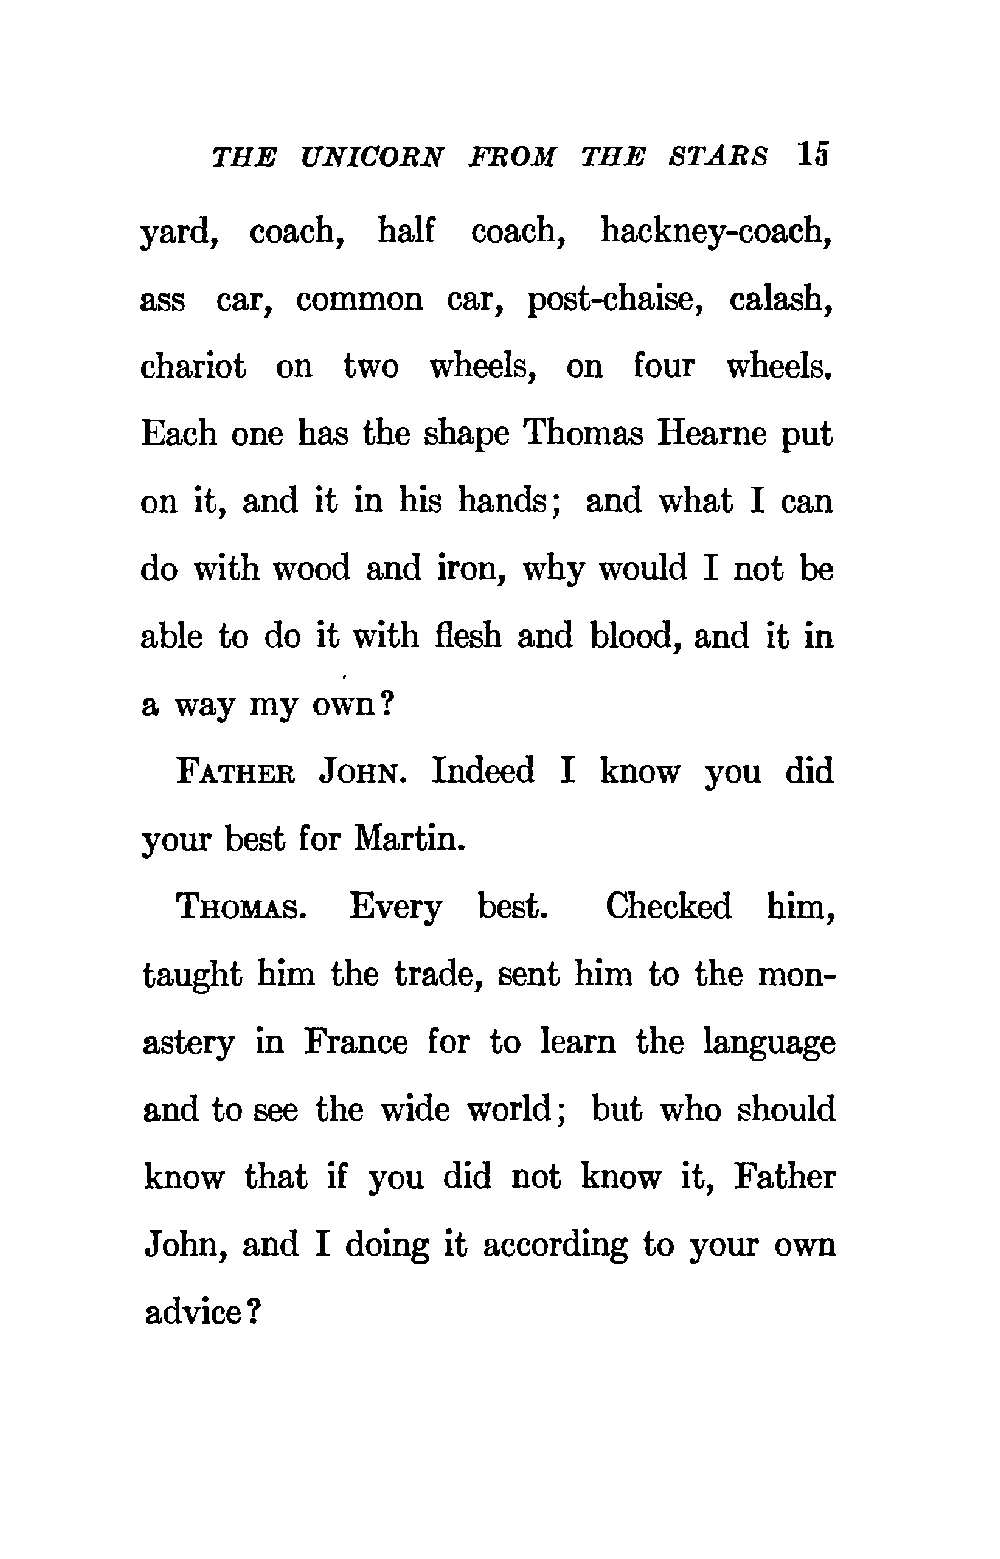 THE UNICORN FROM THE STARS 15
yard, coach, half coach, hackney-coach,
ass car, common car, post-chaise, calash,
chariot on two wheels, on four wheels.
Each one has the shape Thomas Hearne put
on it, and it in his hands; and what I can
do with wood and iron, why would I not be
able to do it with flesh and blood, and it in
a way my own?
FATHER JOHN. Indeed I know you did
your best for Martin.
THOMAS. Every best. Checked him,
taught him the trade, sent him to the mon-
astery in France for to learn the language
and to see the wide world; but who should
know that if you did not know it, Father
John, and I doing it according to your own
advice?